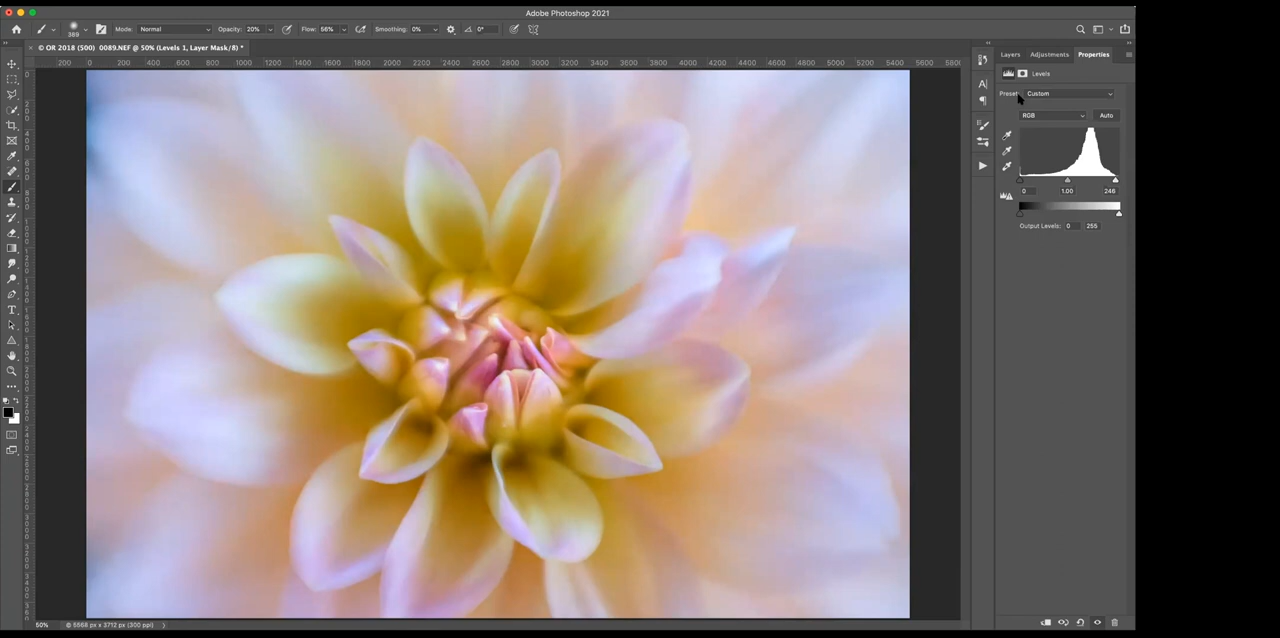 Adobe Photoshop 2021
389 Mode: Normal Opacity: 20% Flow: 56% Smoothing: 0% 0°
× © OR 2018 (500) 0089.NEF @ 50% (Levels 1, Layer Mask/8) *
Layers Adjustments Properties
200 0 200 400 600 800 1000 1200 1400 1600 1800 2000 2200 2400 2600 2800 3000 3200 3400 3600 3800 4000 4200 4400 4600 4800 5000 5200 5400 5600 5800
Levels
Preset: Custom
RGB Auto
0 1.00 246
Output Levels: 0 255
50% © 5568 px x 3712 px (300 ppi)